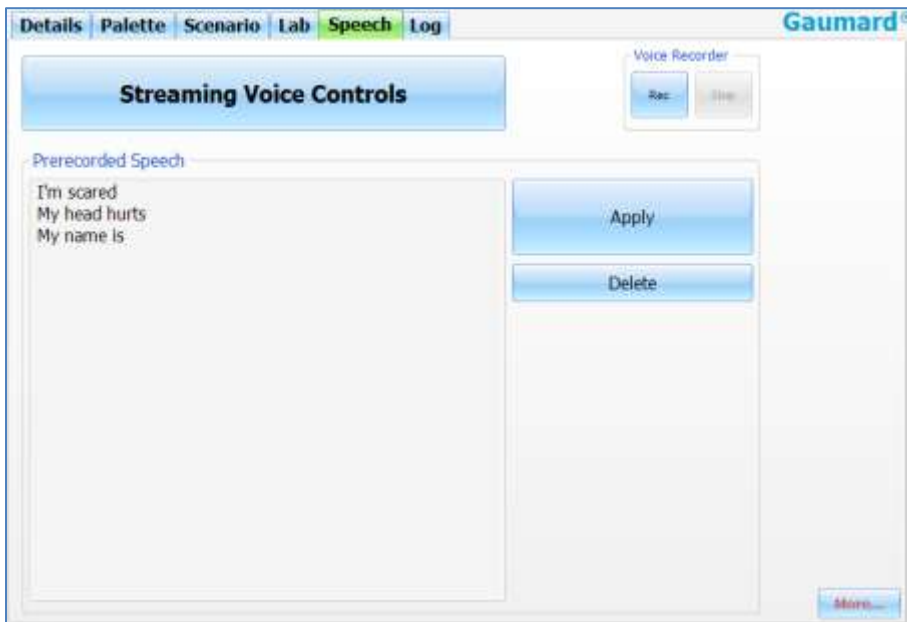 Details Palette Scenario Lab Speech Log
Gaumard®
Streaming Voice Controls
Voice Recorder
Rec Stop
Prerecorded Speech
I'm scared
My head hurts
My name is
Apply
Delete
More...